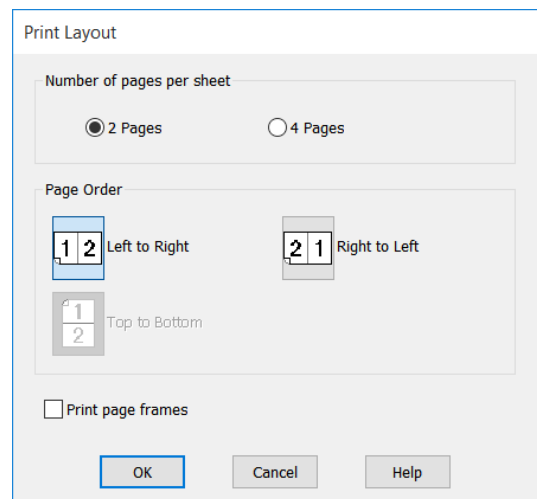 Print Layout
Number of pages per sheet
2 Pages 4 Pages
Page Order
1 2 Left to Right 2 1 Right to Left
1
2 Top to Bottom
Print page frames
OK Cancel Help